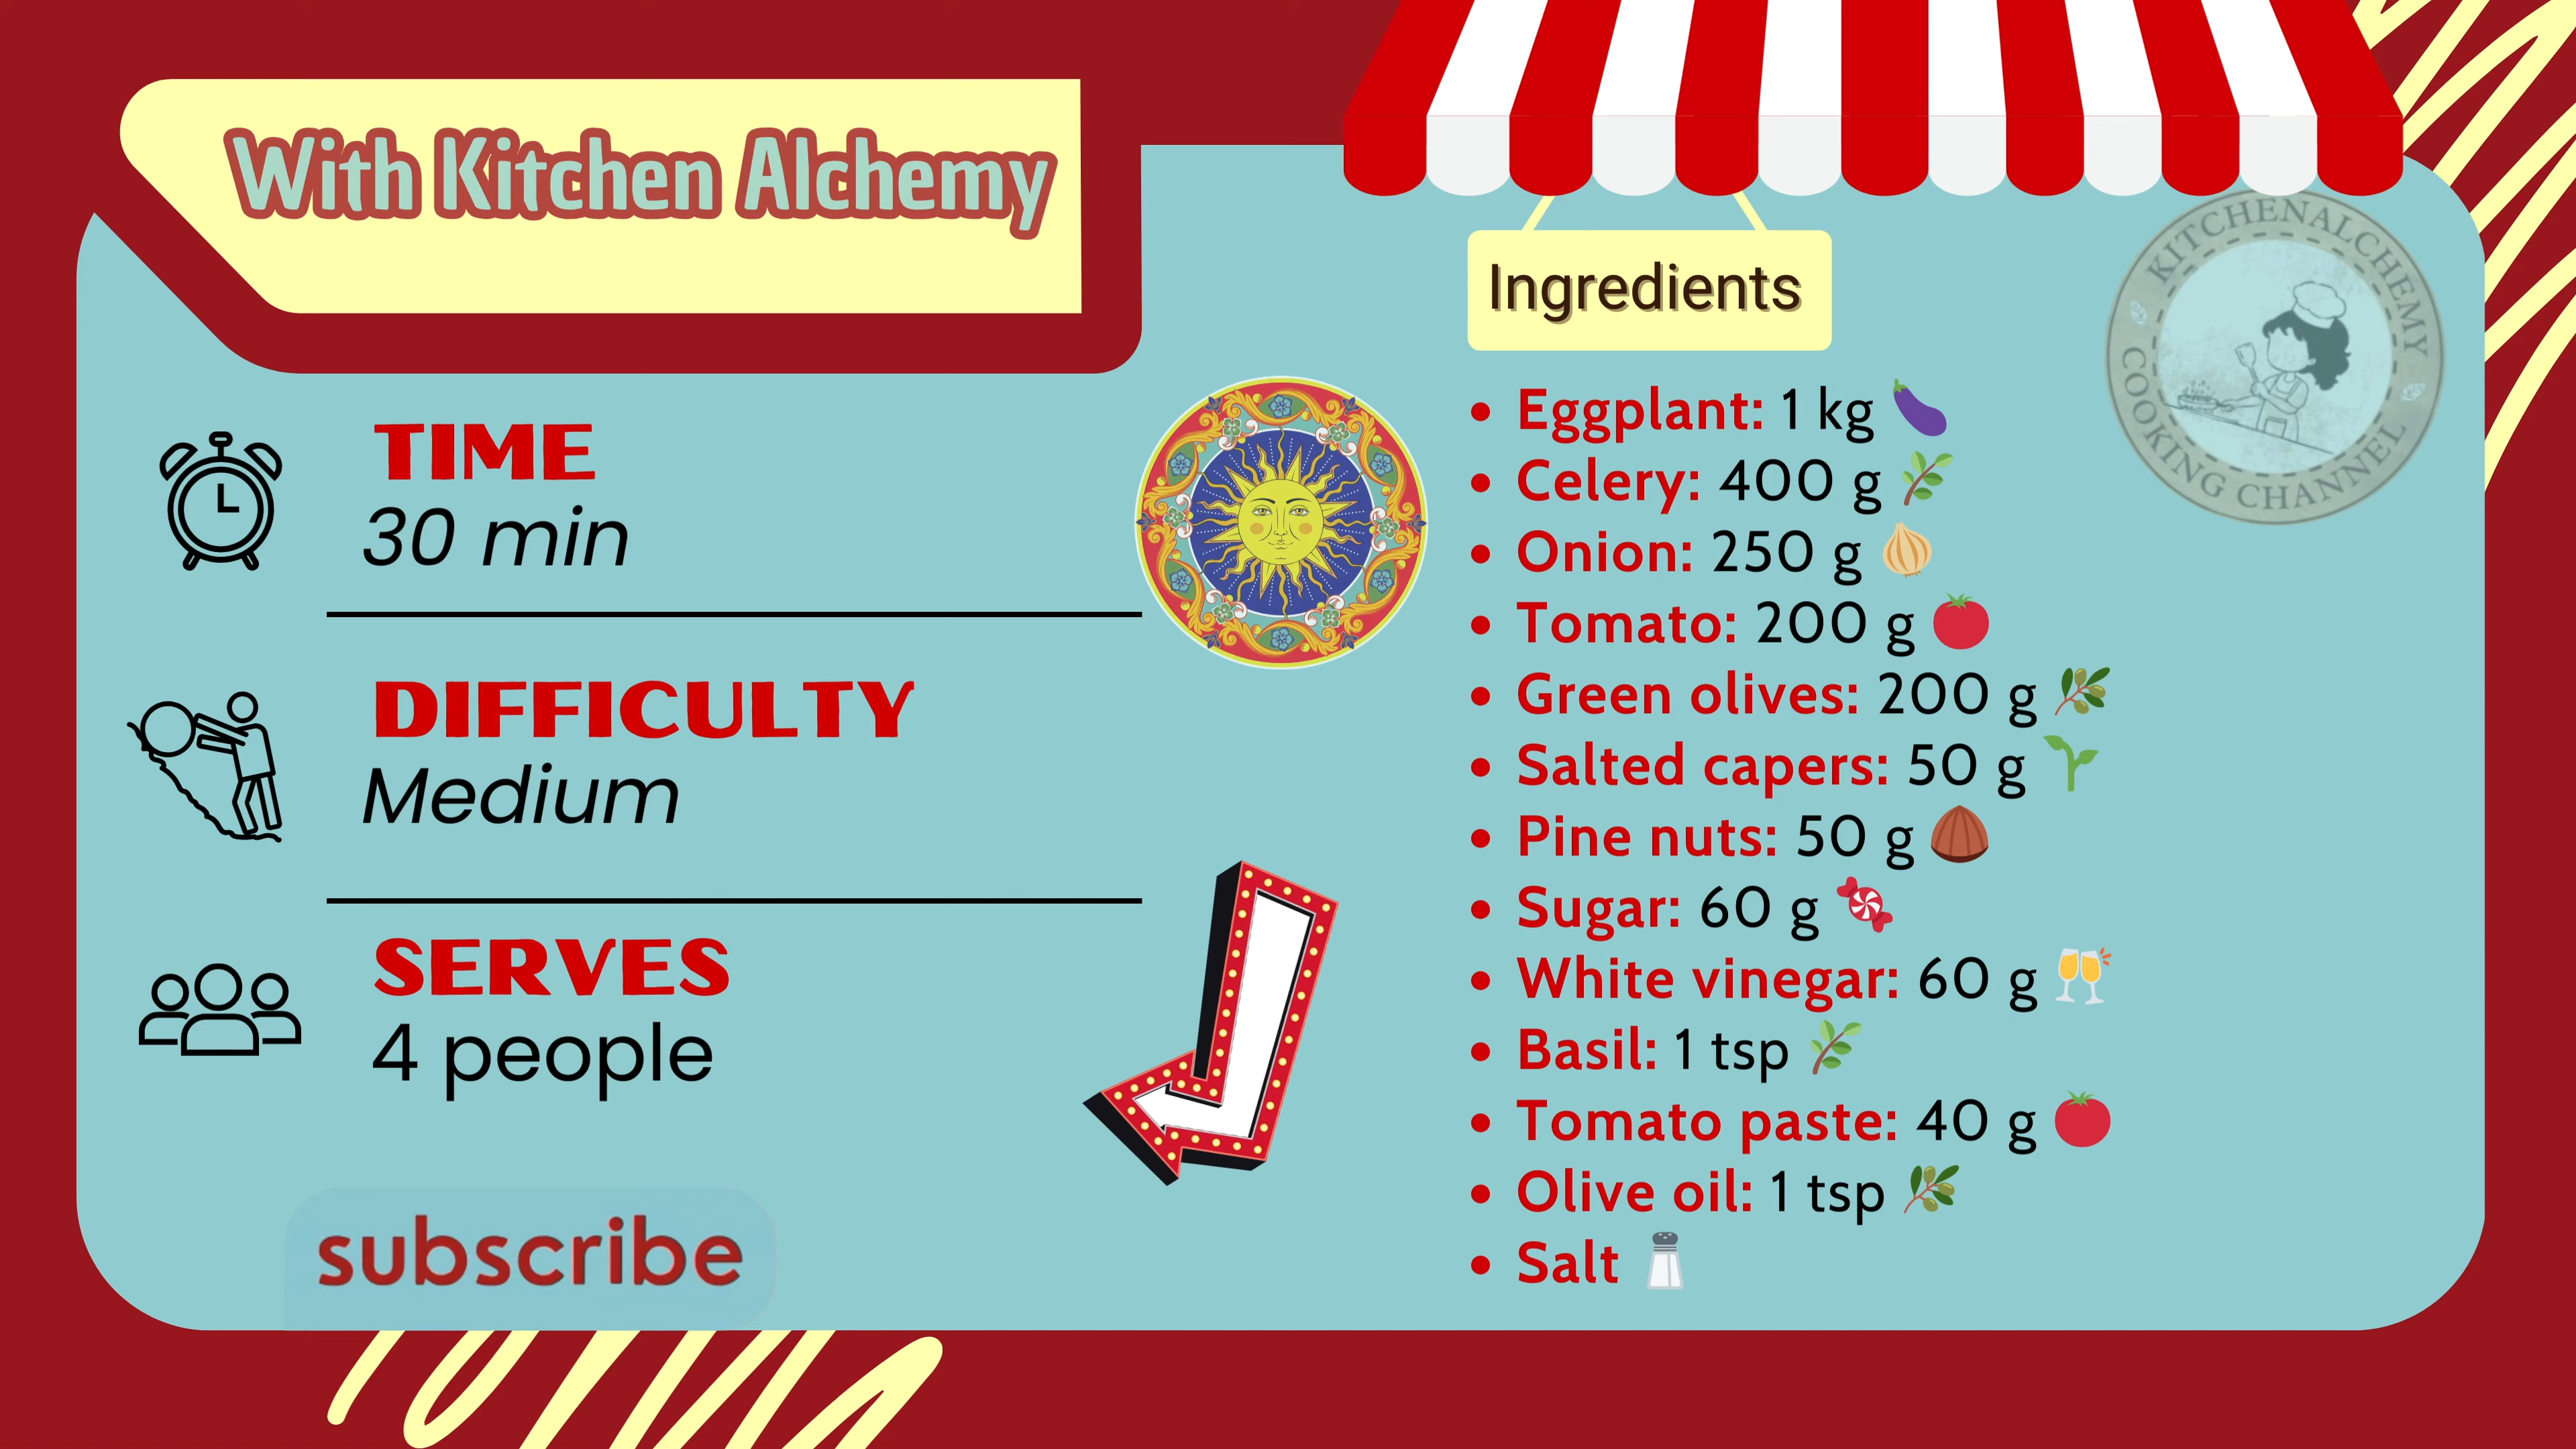 With Kitchen Alchemy
TIME
30 min
DIFFICULTY
Medium
SERVES
4 people
subscribe
Ingredients
• Eggplant: 1 kg 🍆
• Celery: 400 g 🌿
• Onion: 250 g 🧅
• Tomato: 200 g 🍅
• Green olives: 200 g 🫒
• Salted capers: 50 g 🌱
• Pine nuts: 50 g 🌰
• Sugar: 60 g 🍬
• White vinegar: 60 g 🥂
• Basil: 1 tsp 🌿
• Tomato paste: 40 g 🍅
• Olive oil: 1 tsp 🫒
• Salt 🧂
KITCHENALCHEMY
COOKING CHANNEL